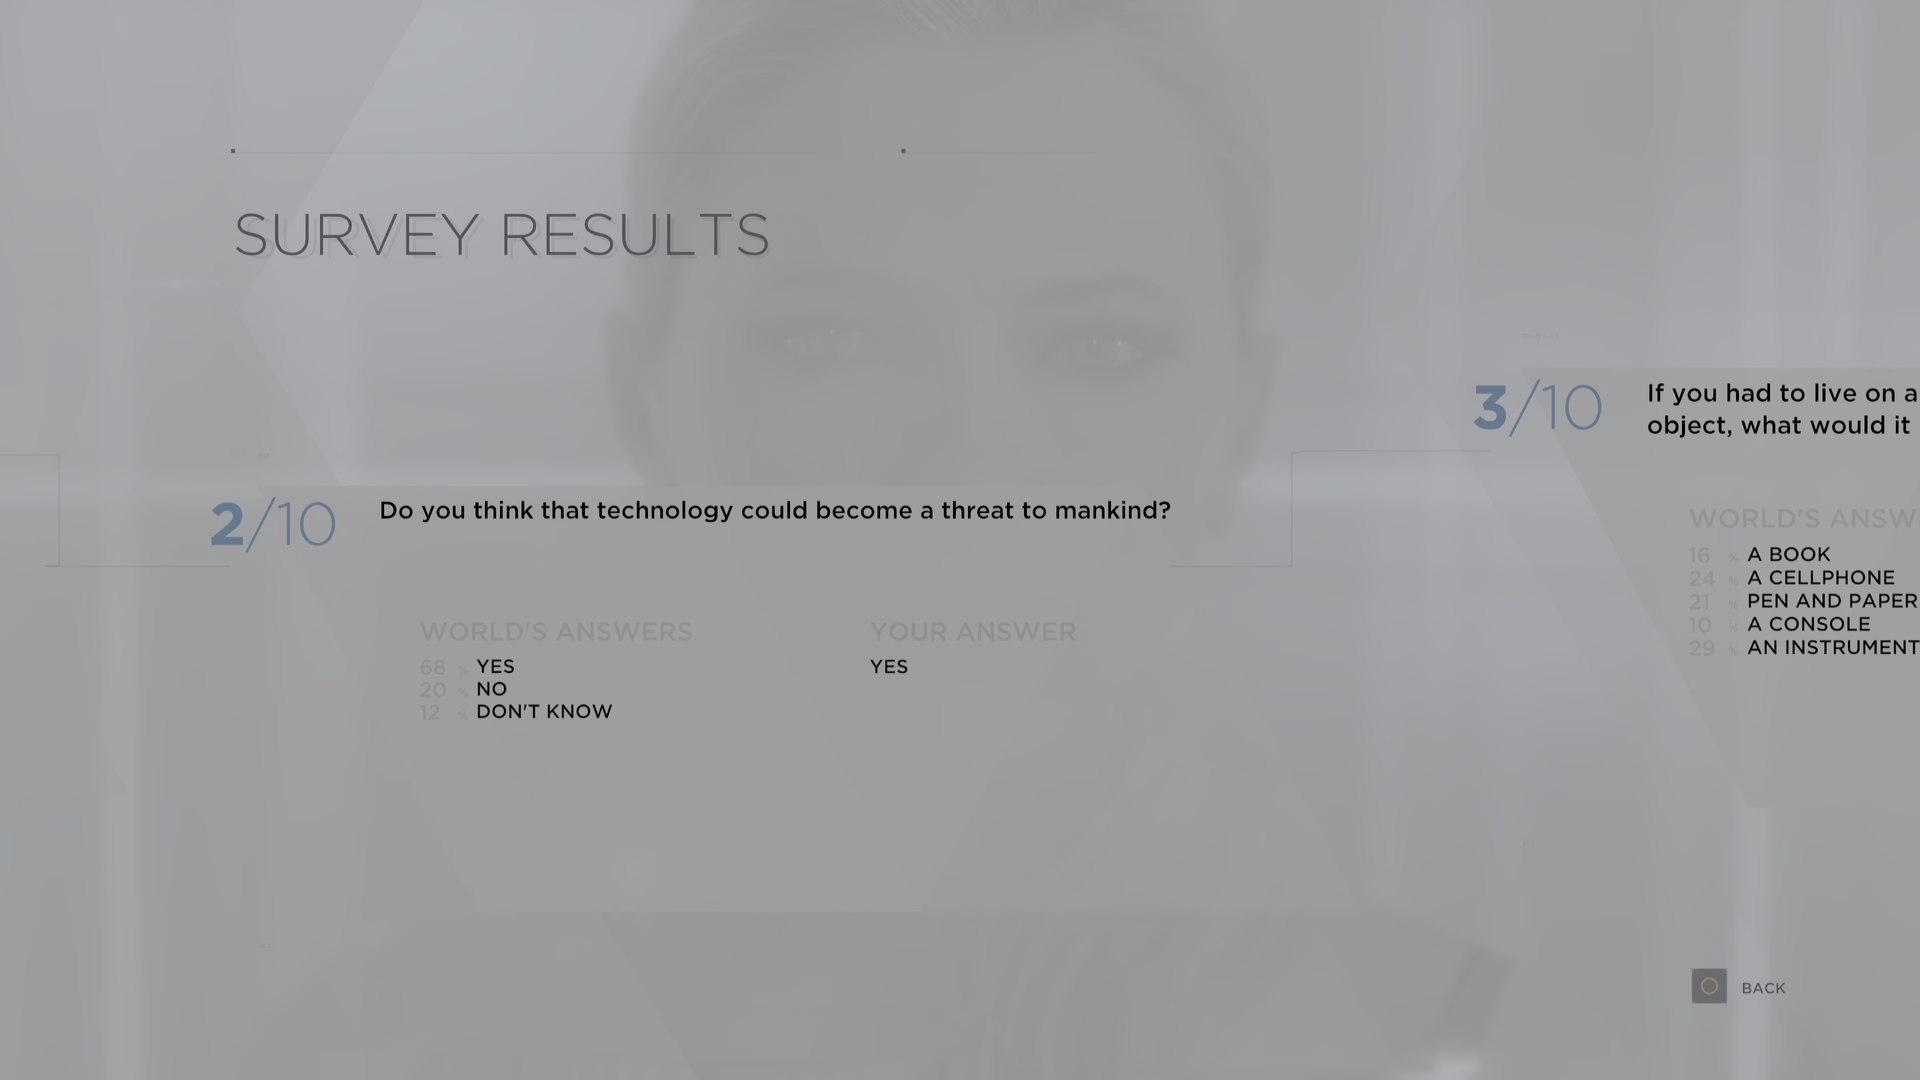 SURVEY RESULTS
2/10
Do you think that technology could become a threat to mankind?
WORLD'S ANSWERS
68 % YES
20 % NO
12 % DON'T KNOW
YOUR ANSWER
YES
3/10
If you had to live on a
object, what would it
WORLD'S ANSW
16 % A BOOK
24 % A CELLPHONE
21 % PEN AND PAPER
10 % A CONSOLE
29 % AN INSTRUMENT
BACK